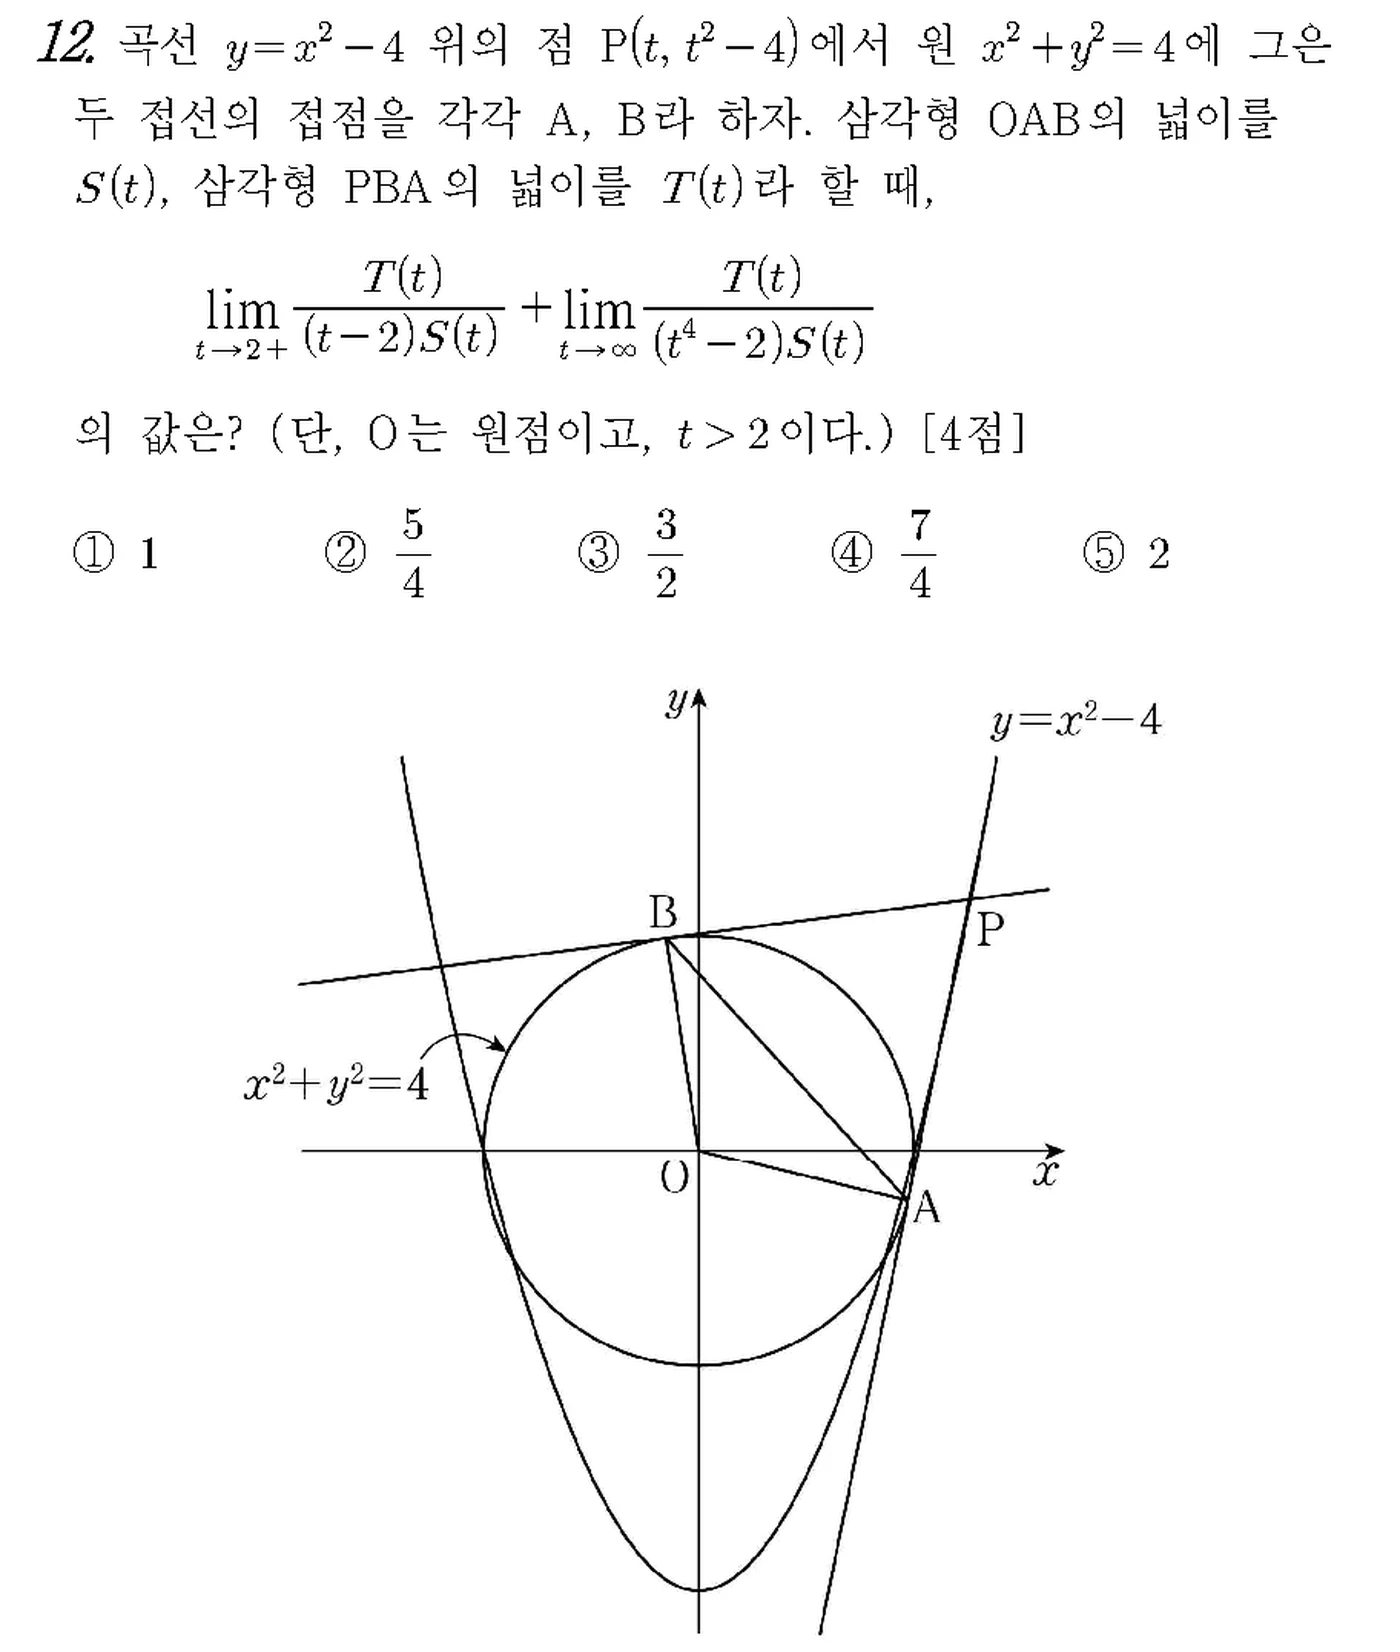 12. 곡선 y=x²-4 위의 점 P(t, t²-4)에서 원 x²+y²=4에 그은
두 접선의 접점을 각각 A, B라 하자. 삼각형 OAB의 넓이를
S(t), 삼각형 PBA의 넓이를 T(t)라 할 때,
lim_{t→2+} T(t)/((t-2)S(t)) + lim_{t→∞} T(t)/((t⁴-2)S(t))
의 값은? (단, O는 원점이고, t>2이다.) [4점]
① 1 ② 5/4 ③ 3/2 ④ 7/4 ⑤ 2
y
y=x²-4
B
P
x²+y²=4
O
x
A